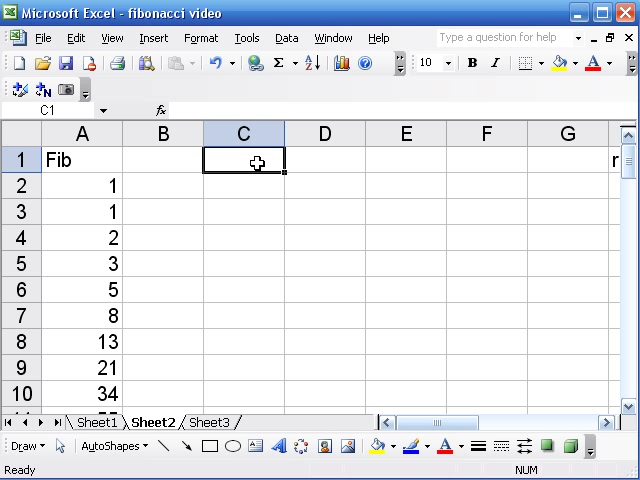 Microsoft Excel - fibonacci video
File Edit View Insert Format Tools Data Window Help Type a question for help
10 B
C1 fx
A B C D E F G
1 Fib r
2 1
3 1
4 2
5 3
6 5
7 8
8 13
9 21
10 34
Sheet1 Sheet2 Sheet3
Draw AutoShapes
Ready NUM